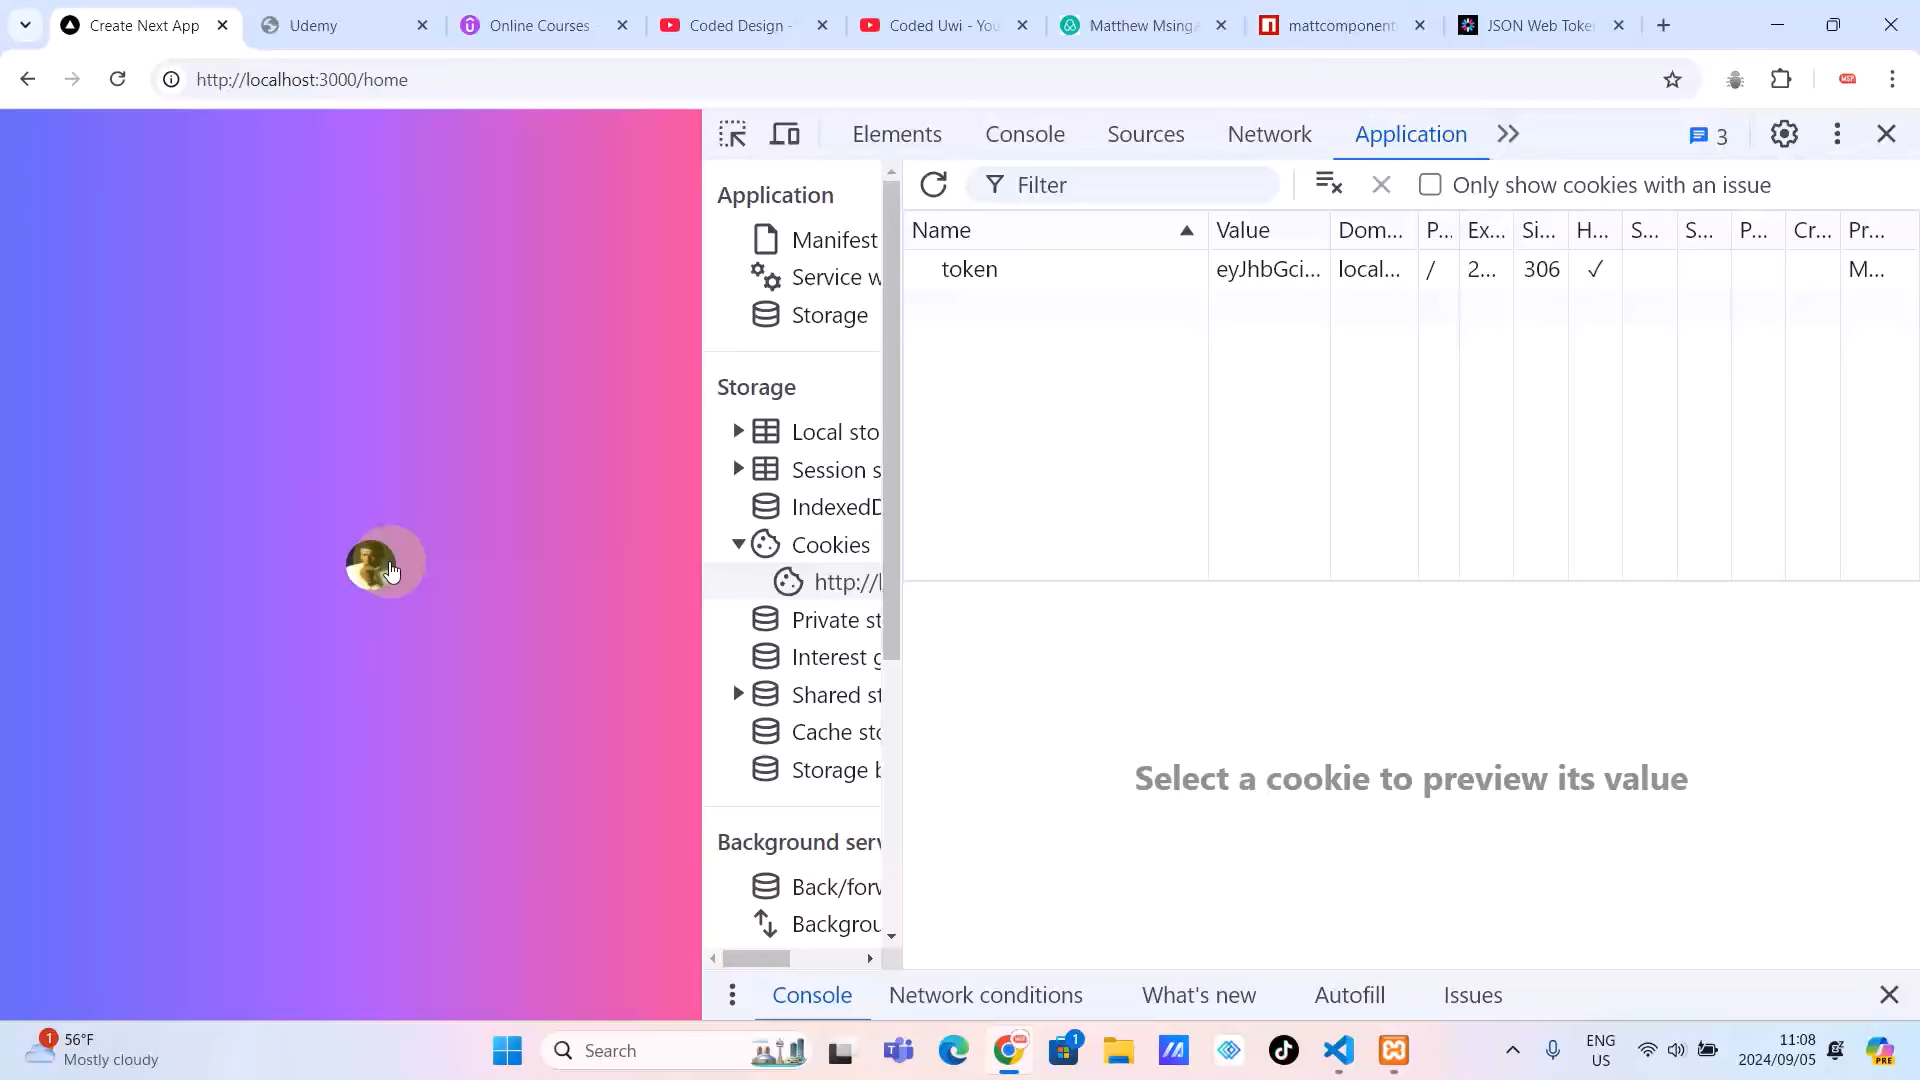 Create Next App
Udemy
Online Courses
Coded Design -
Coded Uwi - You
Matthew Msinge
mattcomponent
JSON Web Toke
http://localhost:3000/home
MSP
Elements
Console
Sources
Network
Application
3
Application
Manifest
Service w
Storage
Storage
Local sto
Session s
IndexedD
Cookies
http://l
Private st
Interest g
Shared st
Cache sto
Storage b
Background serv
Back/forw
Backgrou
Filter
Only show cookies with an issue
Name
Value
Dom...
P...
Ex...
Si...
H...
S...
S...
P...
Cr...
Pr...
token
eyJhbGci...
local...
/
2...
306
✓
M...
Select a cookie to preview its value
Console
Network conditions
What's new
Autofill
Issues
1
56°F
Mostly cloudy
Search
1
ENG
US
11:08
2024/09/05
PRE